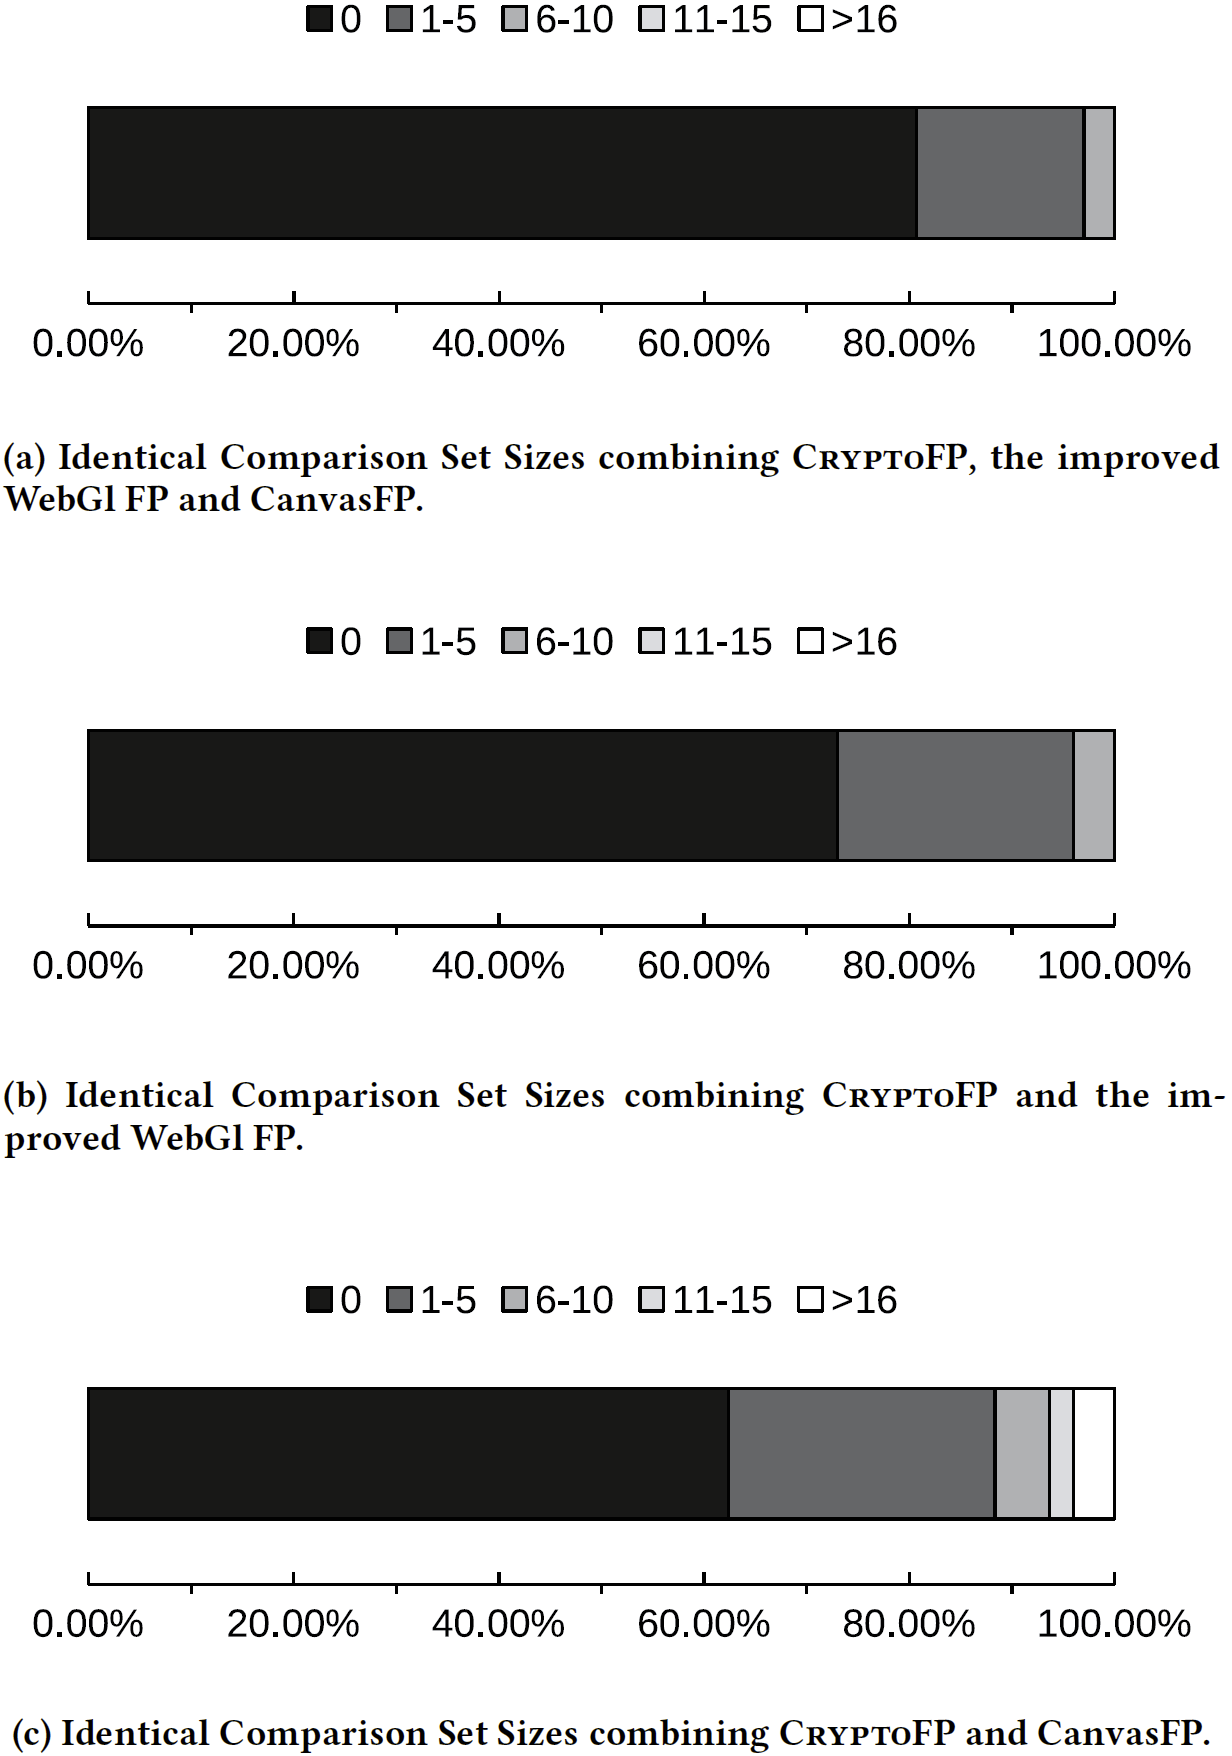 0 1-5 6-10 11-15 >16
0.00% 20.00% 40.00% 60.00% 80.00% 100.00%
(a) Identical Comparison Set Sizes combining CRYPTOFP, the improved
WebGl FP and CanvasFP.
0 1-5 6-10 11-15 >16
0.00% 20.00% 40.00% 60.00% 80.00% 100.00%
(b) Identical Comparison Set Sizes combining CRYPTOFP and the im-
proved WebGl FP.
0 1-5 6-10 11-15 >16
0.00% 20.00% 40.00% 60.00% 80.00% 100.00%
(c) Identical Comparison Set Sizes combining CRYPTOFP and CanvasFP.